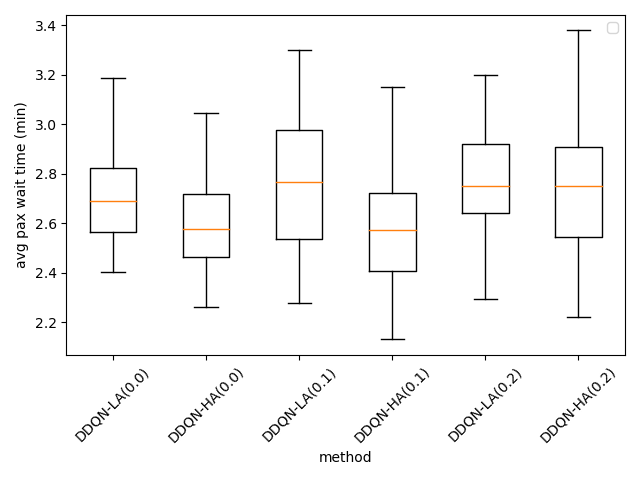 3.4
3.2
3.0
2.8
2.6
2.4
2.2
avg pax wait time (min)
DDQN-LA(0.0)
DDQN-HA(0.0)
DDQN-LA(0.1)
DDQN-HA(0.1)
DDQN-LA(0.2)
DDQN-HA(0.2)
method